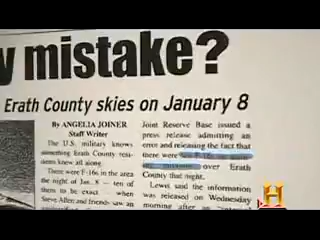 y mistake?
Erath County skies on January 8
By ANGELIA JOINER
Staff Writer
The U.S. military knows
something Erath County resi-
dents knew all along.
There were F-16s in the area
the night of Jan. 8 — ten of
them to be exact — when
Steve Allen and friends saw an
Joint Reserve Base issued a
press release admitting an
error and releasing the fact that
there were
over Erath
County that night.
Lewis said the information
was released on Wednesday
morning after an
H